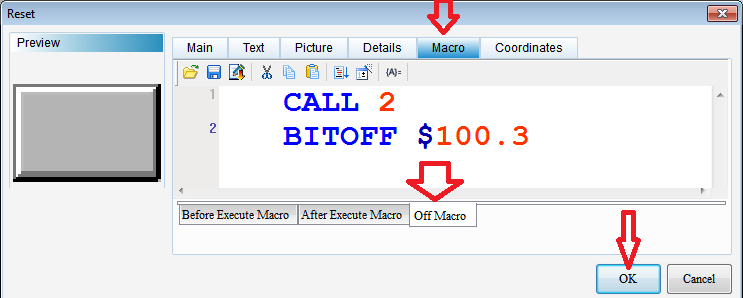 Reset
Preview
Main Text Picture Details Macro Coordinates
{A}=
1 CALL 2
2 BITOFF $100.3
Before Execute Macro After Execute Macro Off Macro
OK Cancel